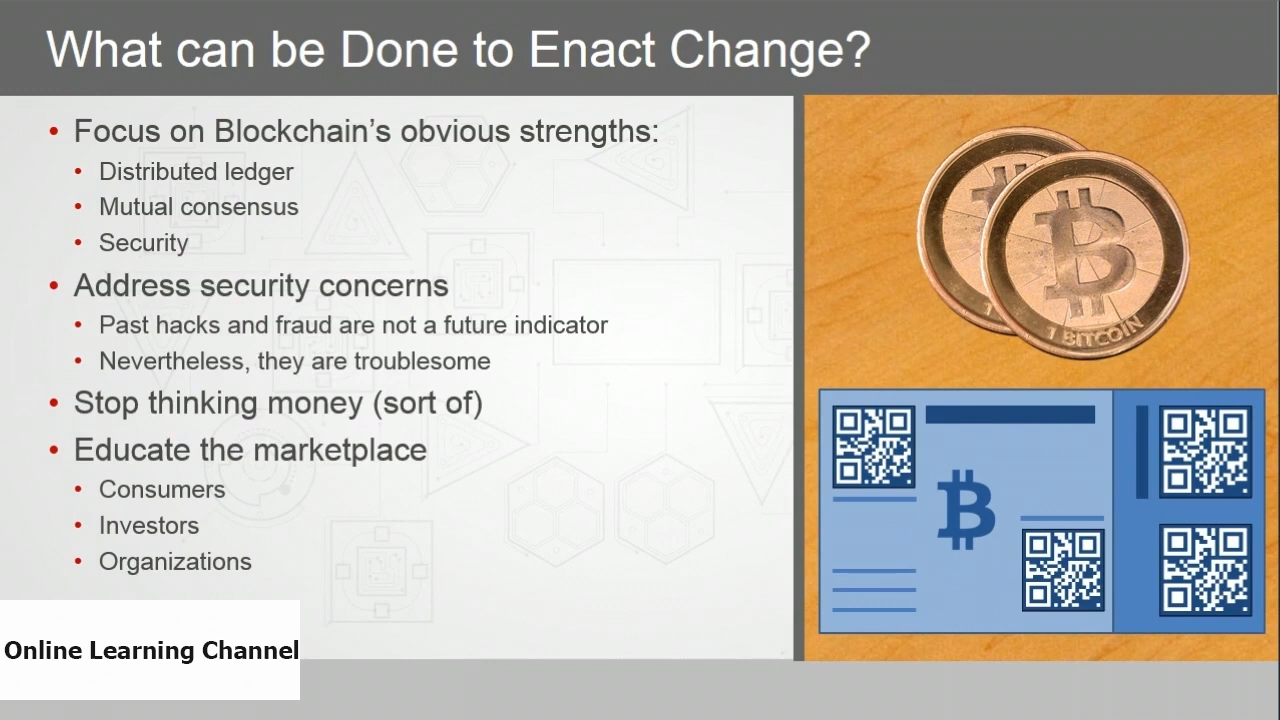 What can be Done to Enact Change?
• Focus on Blockchain's obvious strengths:
• Distributed ledger
• Mutual consensus
• Security
• Address security concerns
• Past hacks and fraud are not a future indicator
• Nevertheless, they are troublesome
• Stop thinking money (sort of)
• Educate the marketplace
• Consumers
• Investors
• Organizations
Online Learning Channel
1 BITCOIN